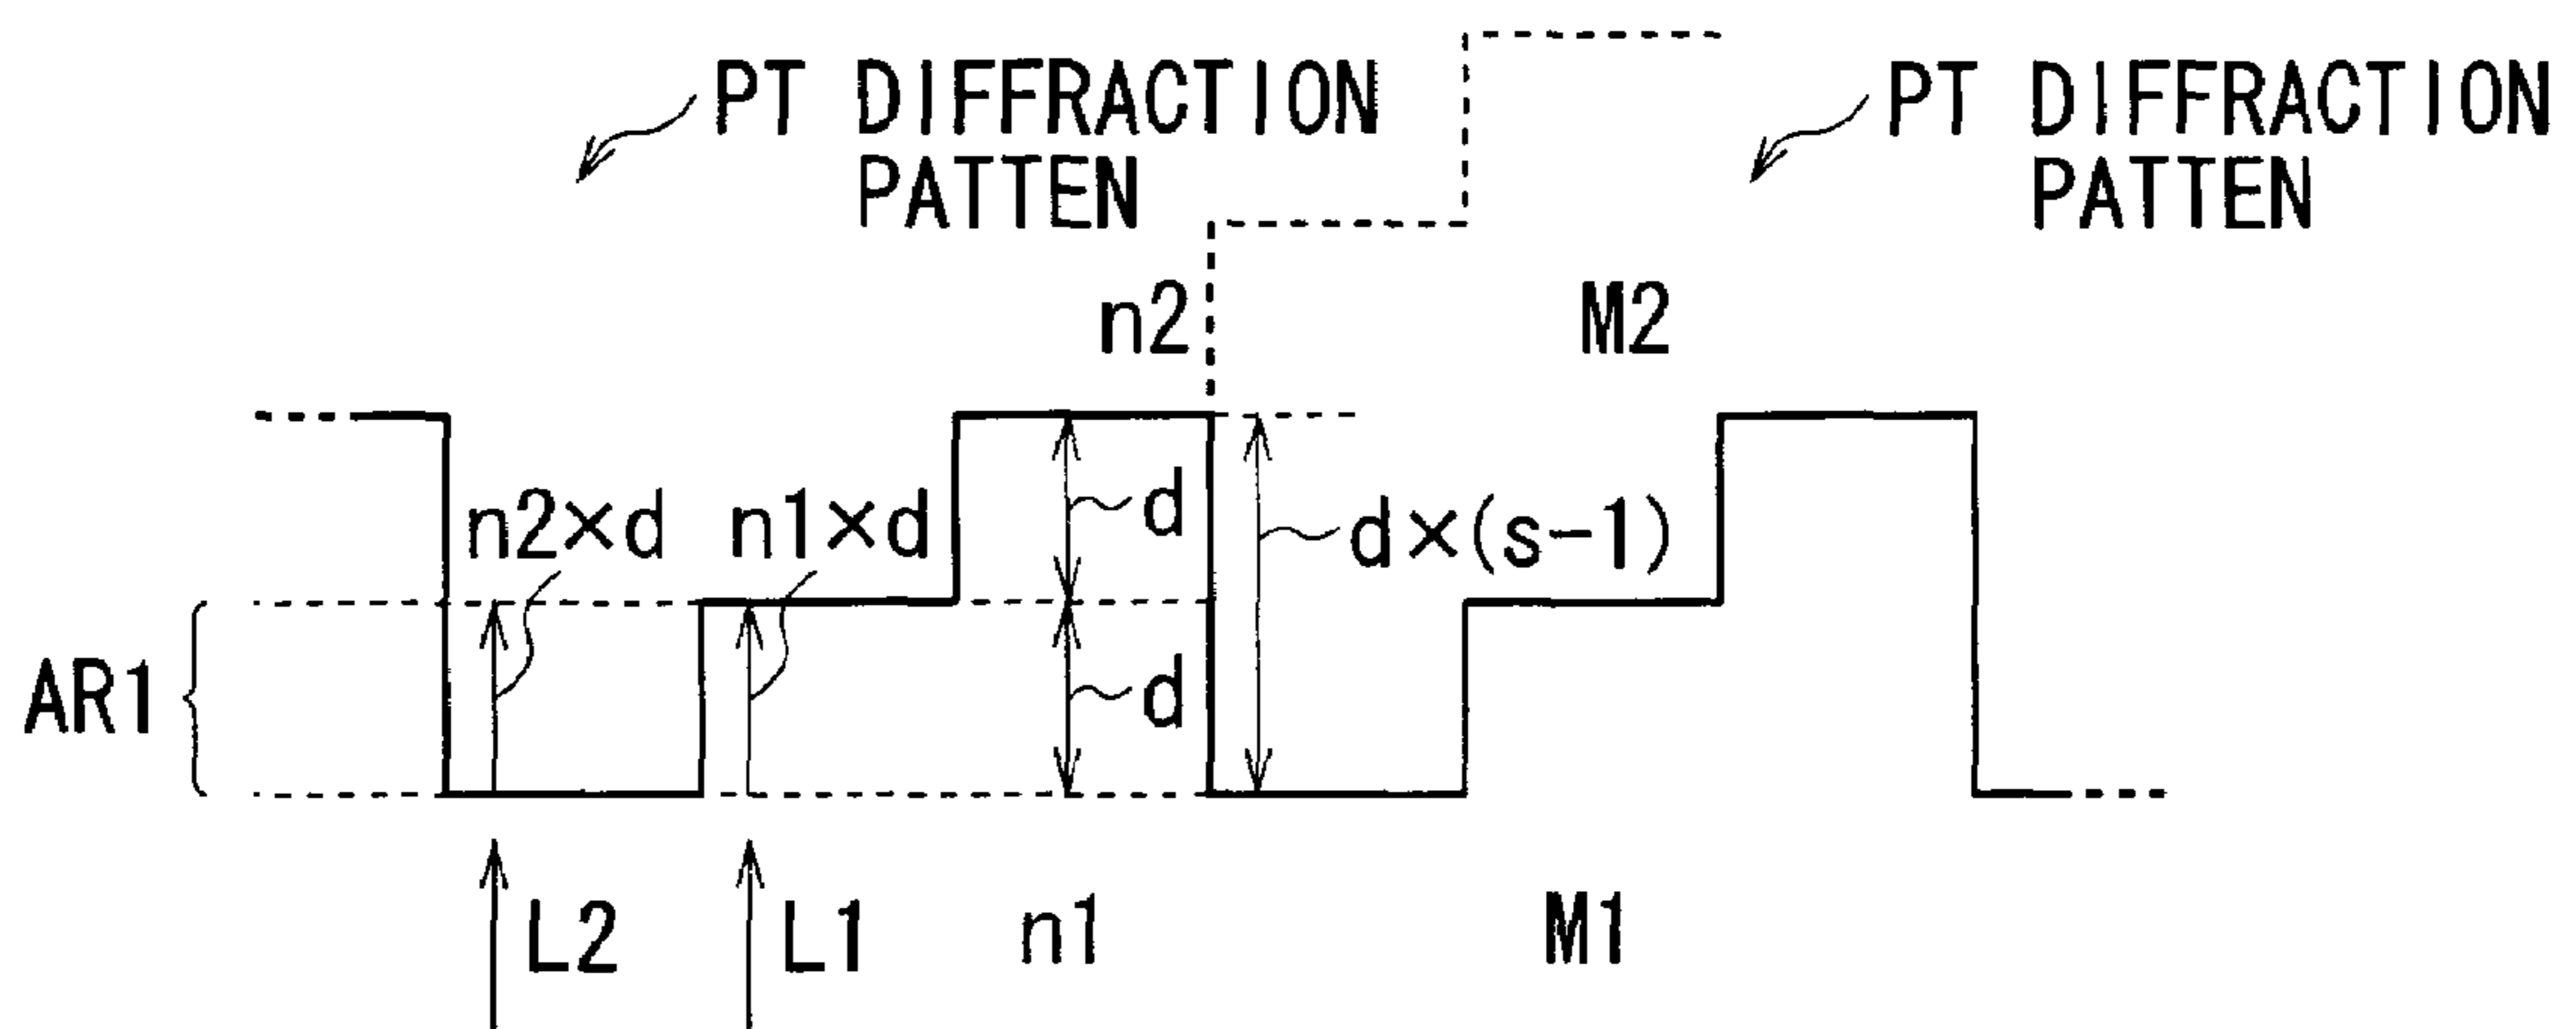 PT DIFFRACTION
PATTEN
PT DIFFRACTION
PATTEN
n2
M2
n2×d
n1×d
d
d×(s-1)
AR1
d
L2
L1
n1
M1